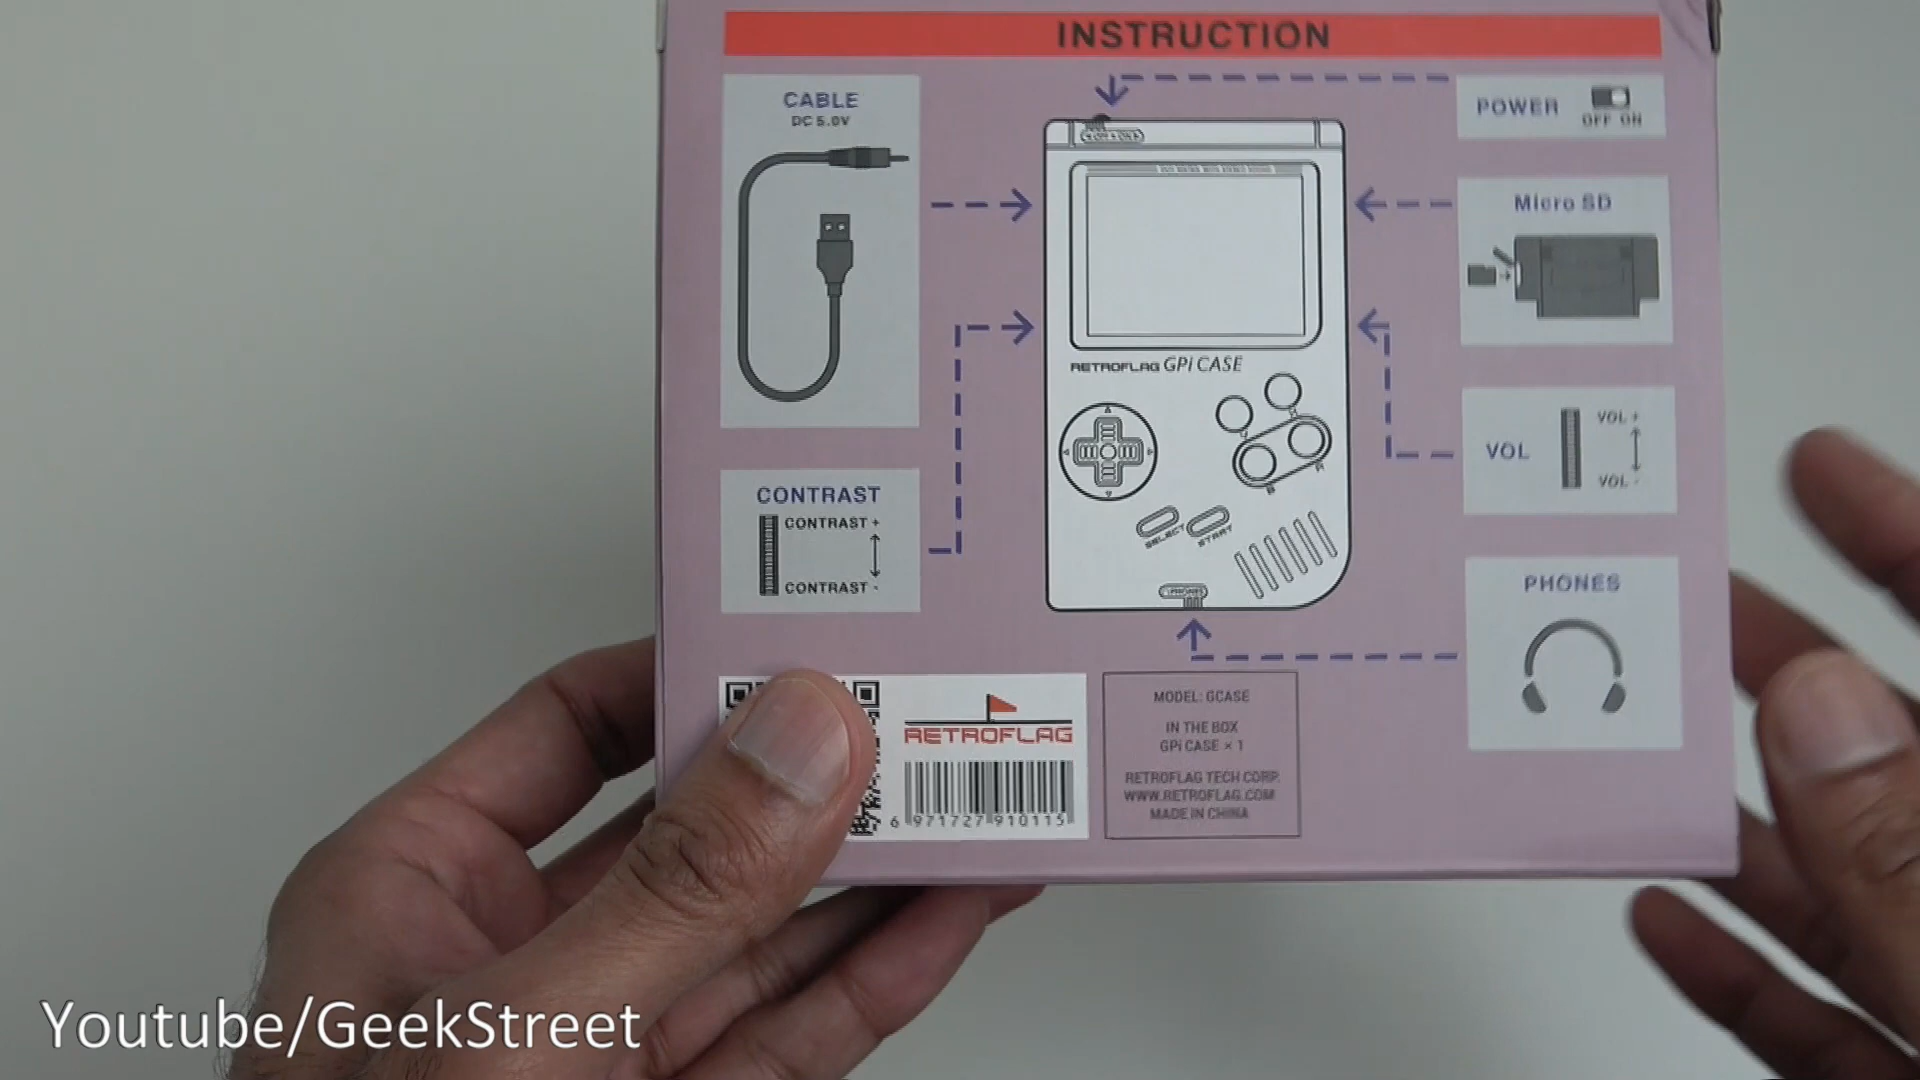 INSTRUCTION
CABLE
DC 5.0V
POWER
OFF ON
Micro SD
RETROFLAG GPi CASE
VOL
VOL +
VOL -
CONTRAST
CONTRAST +
CONTRAST -
A
B
SELECT
START
PHONES
PHONES
RETROFLAG
6 971727 910115
MODEL: GCASE
IN THE BOX
GPi CASE × 1
RETROFLAG TECH CORP.
WWW.RETROFLAG.COM
MADE IN CHINA
Youtube/GeekStreet